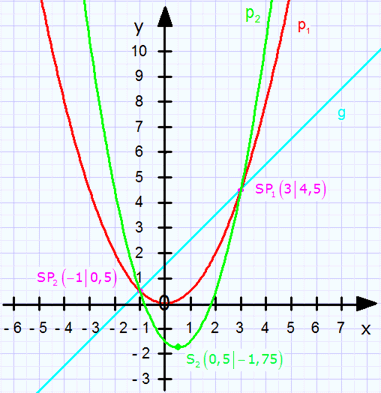 p₂
y
p₁
10
9
8
g
7
6
5
4
SP₁(3|4,5)
3
2
SP₂(-1|0,5)
1
0
-6 -5 -4 -3 -2 -1 1 2 3 4 5 6 7 x
-2
S₂(0,5|-1,75)
-3